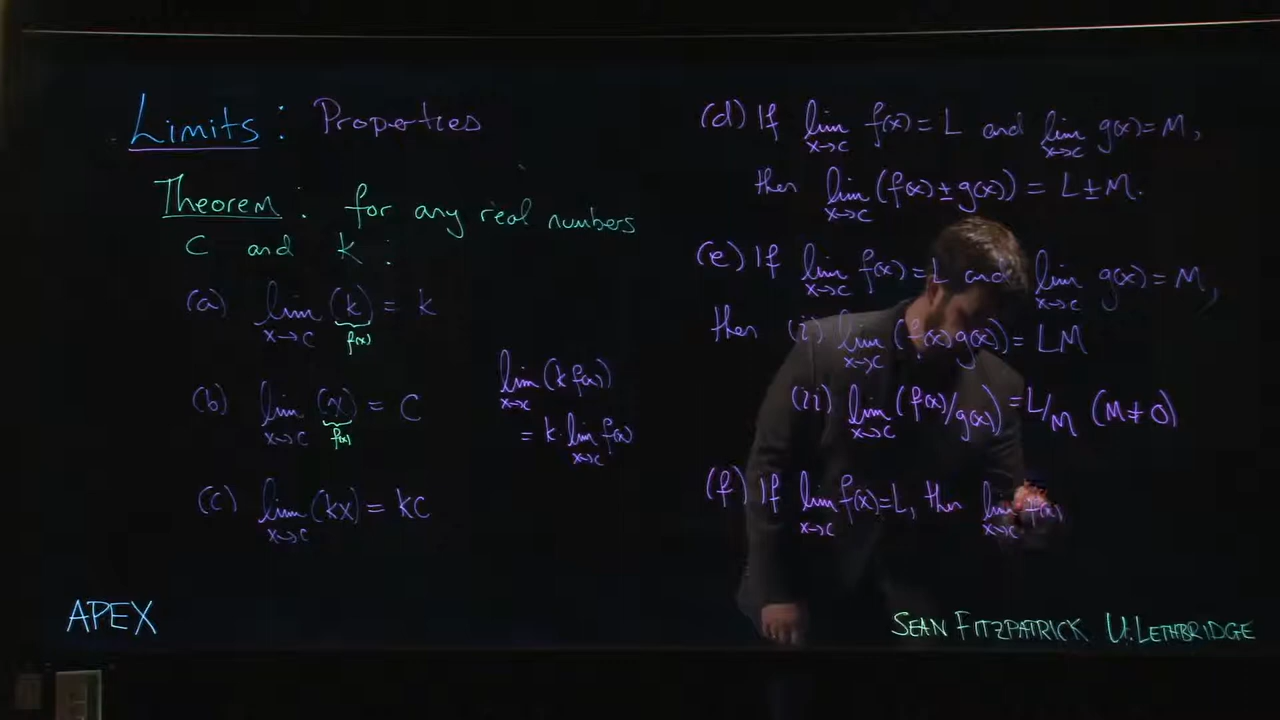 Limits: Properties
Theorem: for any real numbers
c and k:
(a) lim x→c (k) = k
f(x)
(b) lim x→c (x) = c
f(x)
(c) lim x→c (kx) = kc
lim x→c (k f(x))
= k·lim x→c f(x)
(d) If lim x→c f(x) = L and lim x→c g(x) = M,
then lim x→c (f(x) ± g(x)) = L ± M.
(e) If lim x→c f(x) = L and lim x→c g(x) = M,
then (i) lim x→c (f(x)g(x)) = LM
(ii) lim x→c (f(x)/g(x)) = L/M (M ≠ 0)
(f) If lim x→c f(x) = L, then lim x→c f(x)
APEX
SEAN FITZPATRICK U. LETHBRIDGE